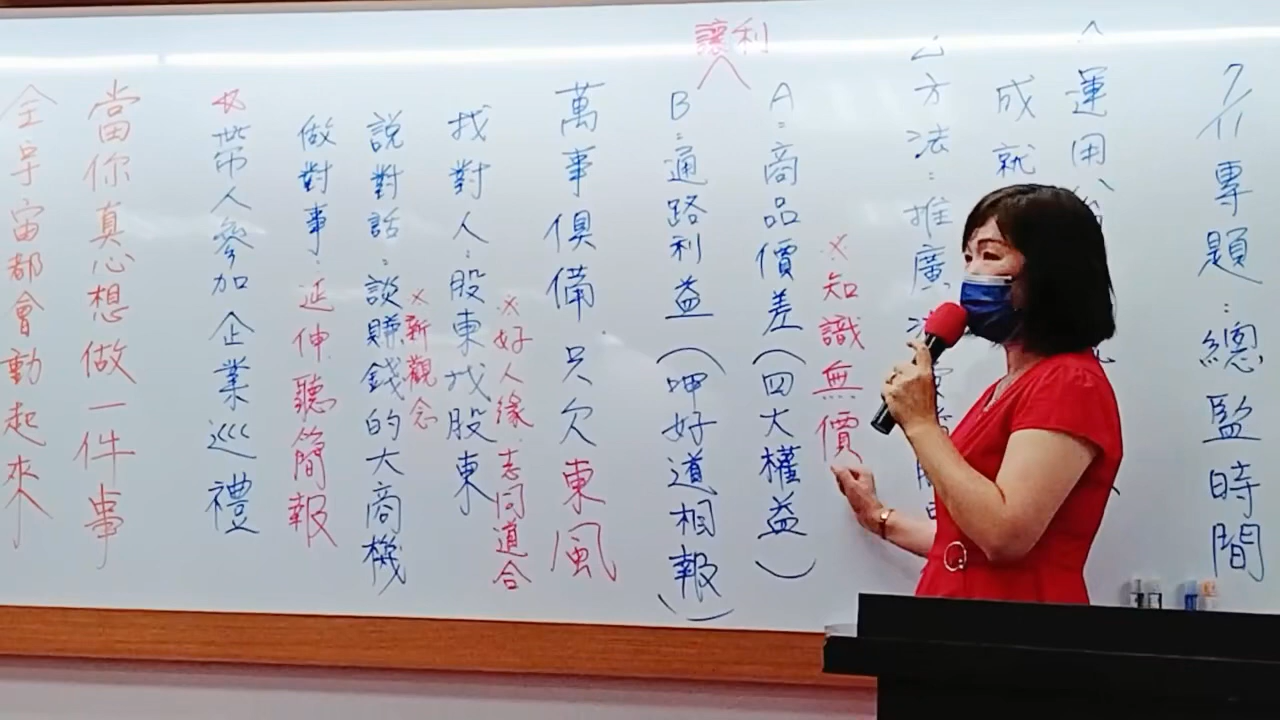 7/11專題:總監時間
運用
成就
方法:推廣
※知識無價
讓利
A:商品價差(四大權益)
B:通路利益(呷好道相報)
萬事俱備只欠東風
※好人緣.志同道合
找對人:股東找股東
※新觀念
說對話:談賺錢的大商機
做對事:延伸聽簡報
帶人參加企業巡禮
當你真心想做一件事
全宇宙都會動起來